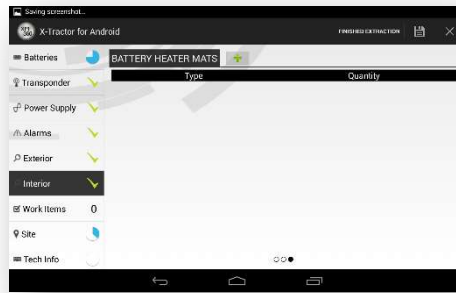 Saving screenshot...
X-Tractor for Android
FINISHED EXTRACTION
Batteries
BATTERY HEATER MATS
Type Quantity
Transponder
Power Supply
Alarms
Exterior
Interior
Work Items 0
Site
Tech Info